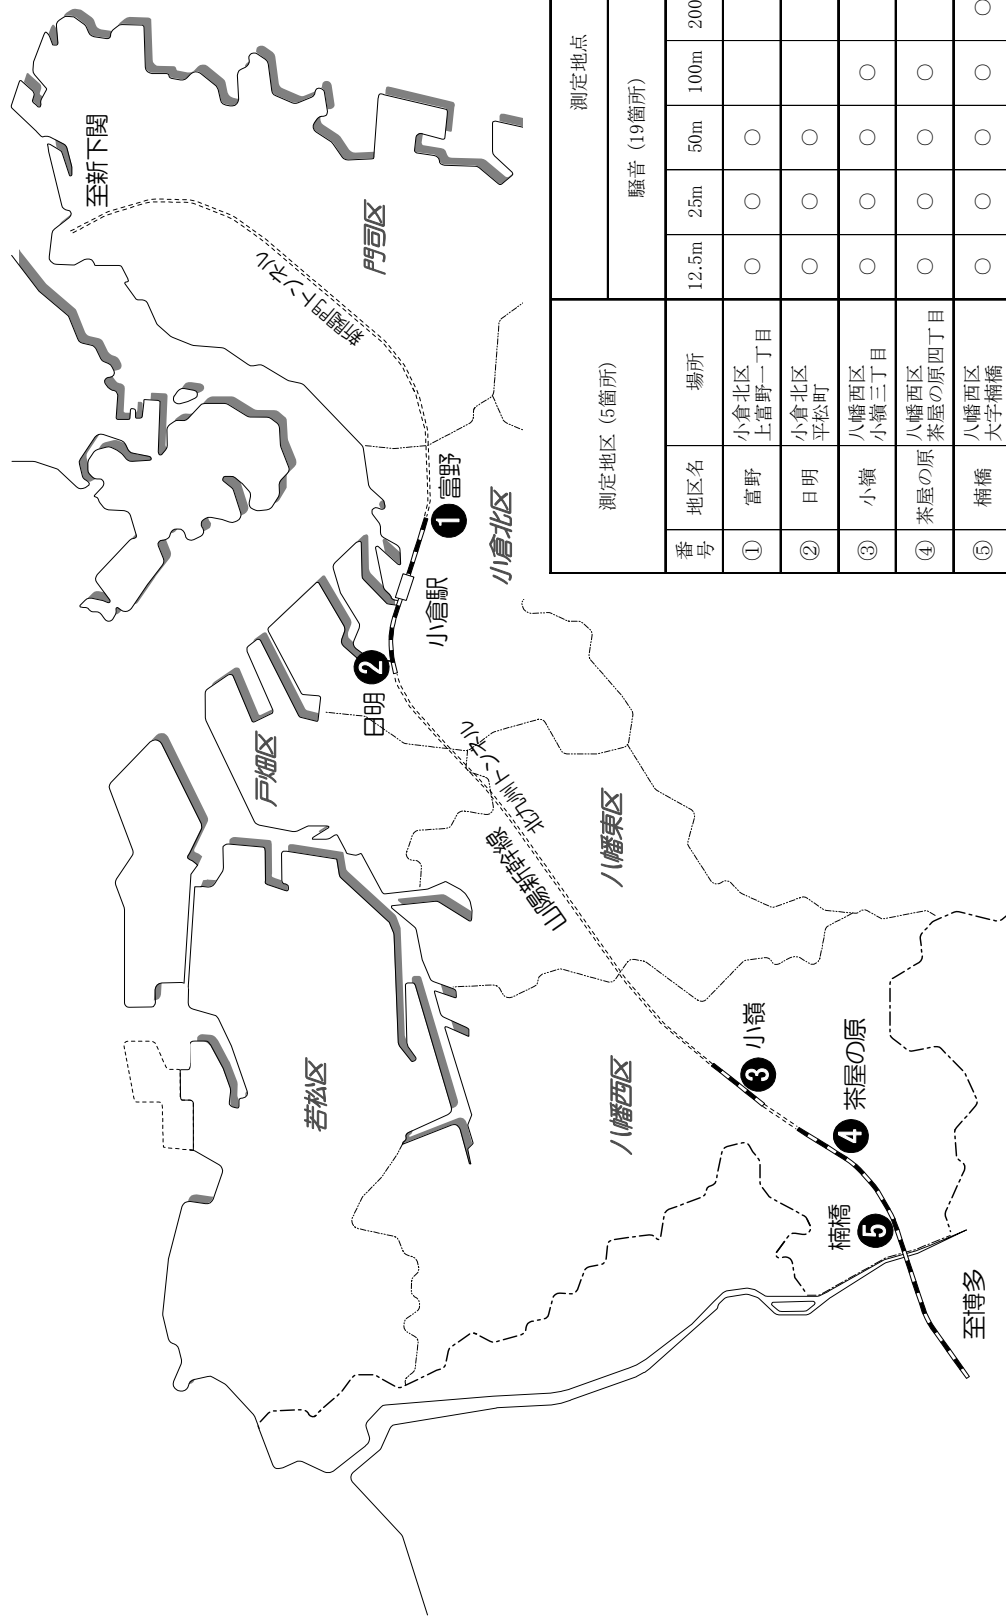 至新下関
新関門トンネル
門司区
戸畑区
若松区
日明
2
小倉駅
1
富野
小倉北区
北九州トンネル
山陽新幹線
八幡東区
八幡西区
3
小嶺
4
茶屋の原
楠橋
5
至博多
測定地区 (5箇所) 測定地点
騒音 (19箇所)
番号 地区名 場所 12.5m 25m 50m 100m 200
① 富野 小倉北区 ○ ○ ○
上富野一丁目
② 日明 小倉北区 ○ ○ ○
平松町
③ 小嶺 八幡西区 ○ ○ ○ ○
小嶺三丁目
④ 茶屋の原 八幡西区 ○ ○ ○ ○
茶屋の原四丁目
⑤ 楠橋 八幡西区 ○ ○ ○ ○ ○
大字楠橋